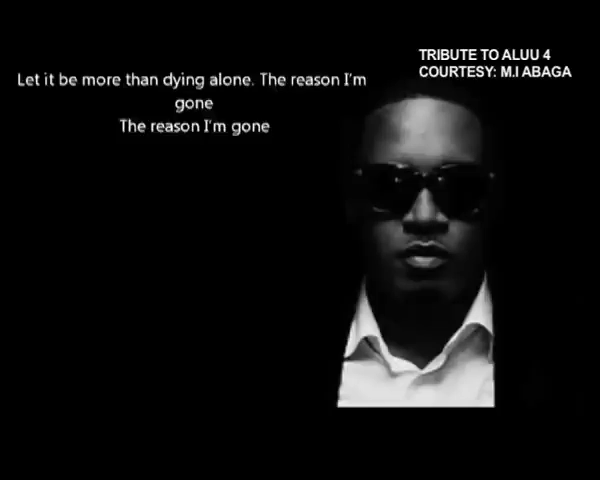 TRIBUTE TO ALUU 4
COURTESY: M.I ABAGA
Let it be more than dying alone. The reason I'm
gone
The reason I'm gone